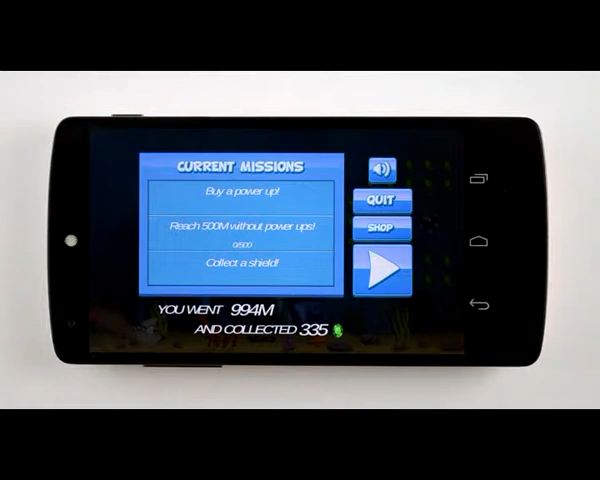 CURRENT MISSIONS
Buy a power up!
Reach 500M without power ups!
0/500
Collect a shield!
QUIT
SHOP
YOU WENT 994M
AND COLLECTED 335